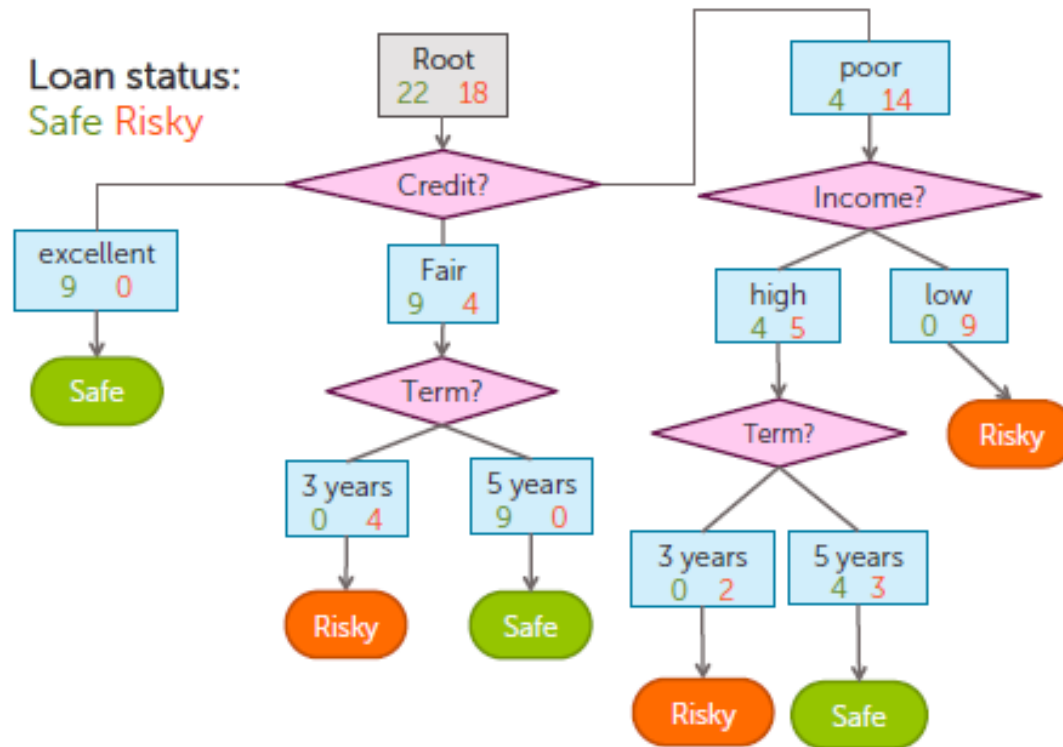 Loan status:
Safe Risky
Root
22 18
Credit?
excellent
9 0
Safe
Fair
9 4
Term?
3 years
0 4
Risky
5 years
9 0
Safe
poor
4 14
Income?
high
4 5
Term?
3 years
0 2
Risky
5 years
4 3
Safe
low
0 9
Risky